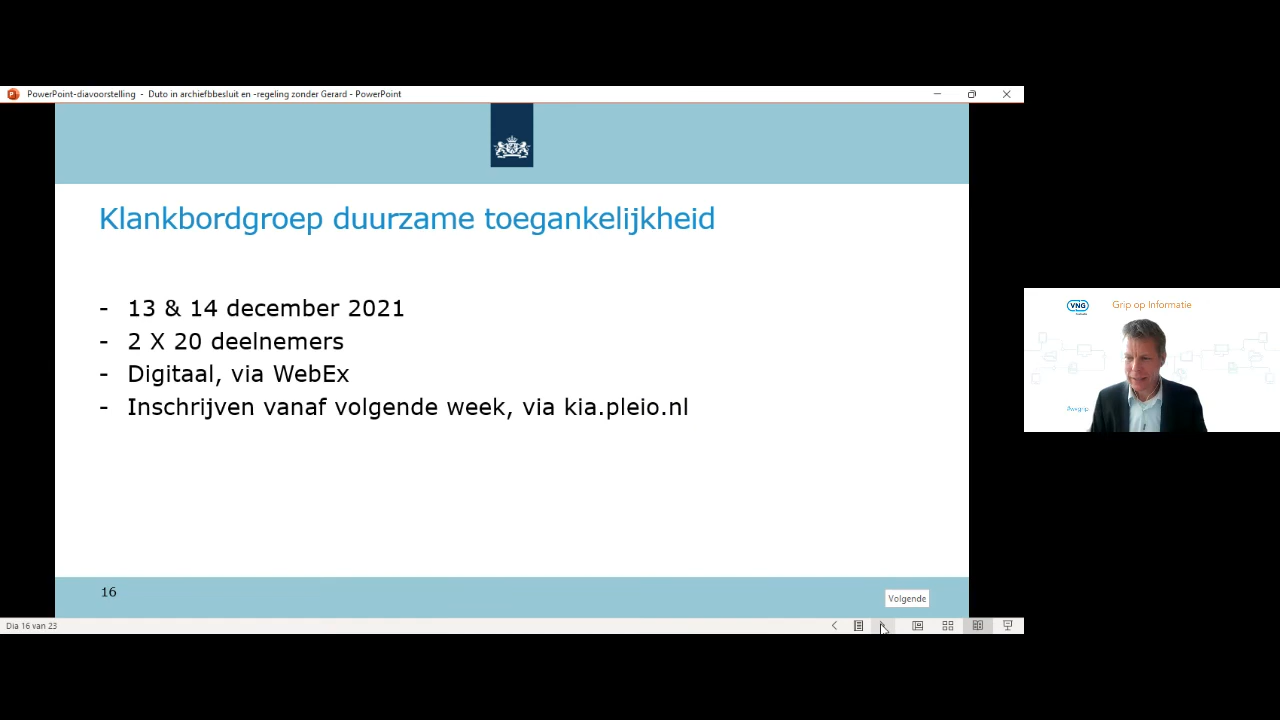 PowerPoint-diavoorstelling - Duto in archiefbbesluit en -regeling zonder Gerard - PowerPoint
Klankbordgroep duurzame toegankelijkheid
- 13 & 14 december 2021
- 2 X 20 deelnemers
- Digitaal, via WebEx
- Inschrijven vanaf volgende week, via kia.pleio.nl
16
Volgende
Dia 16 van 23
VNG
Grip op Informatie